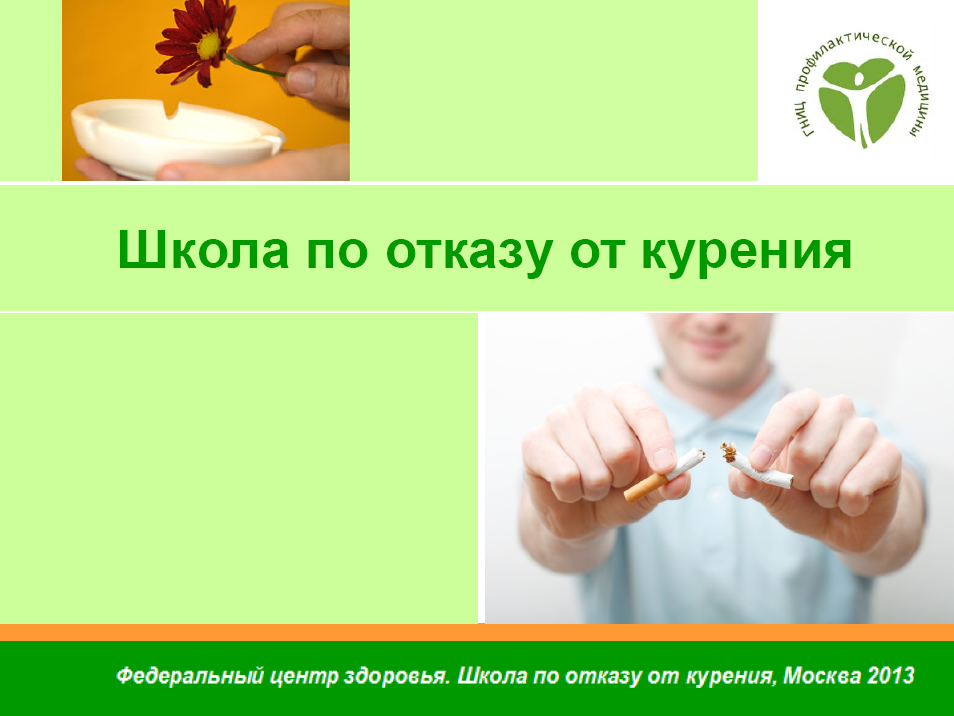 ГНИЦ профилактической медицины
Школа по отказу от курения
Федеральный центр здоровья. Школа по отказу от курения, Москва 2013